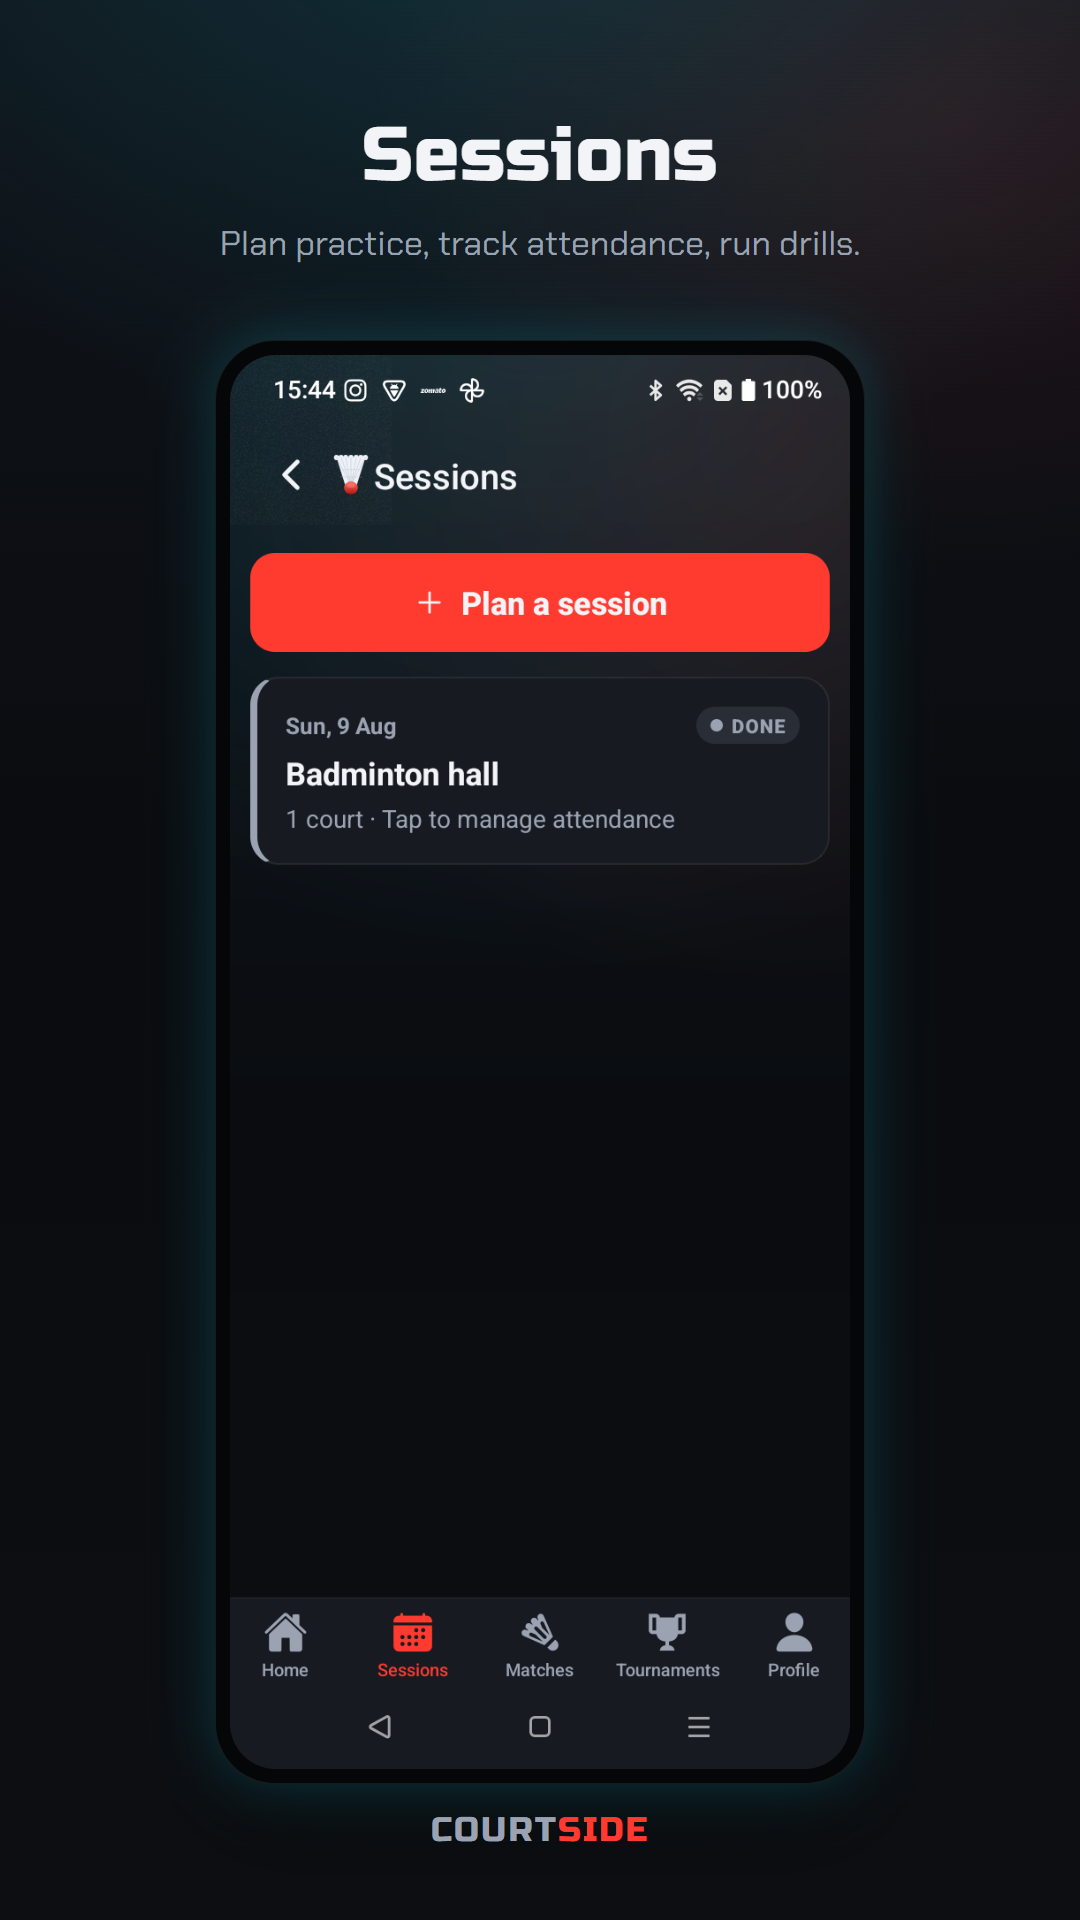 Sessions
Plan practice, track attendance, run drills.
15:44 zomato 100%
Sessions
+ Plan a session
Sun, 9 Aug
DONE
Badminton hall
1 court · Tap to manage attendance
Home Sessions Matches Tournaments Profile
COURTSIDE